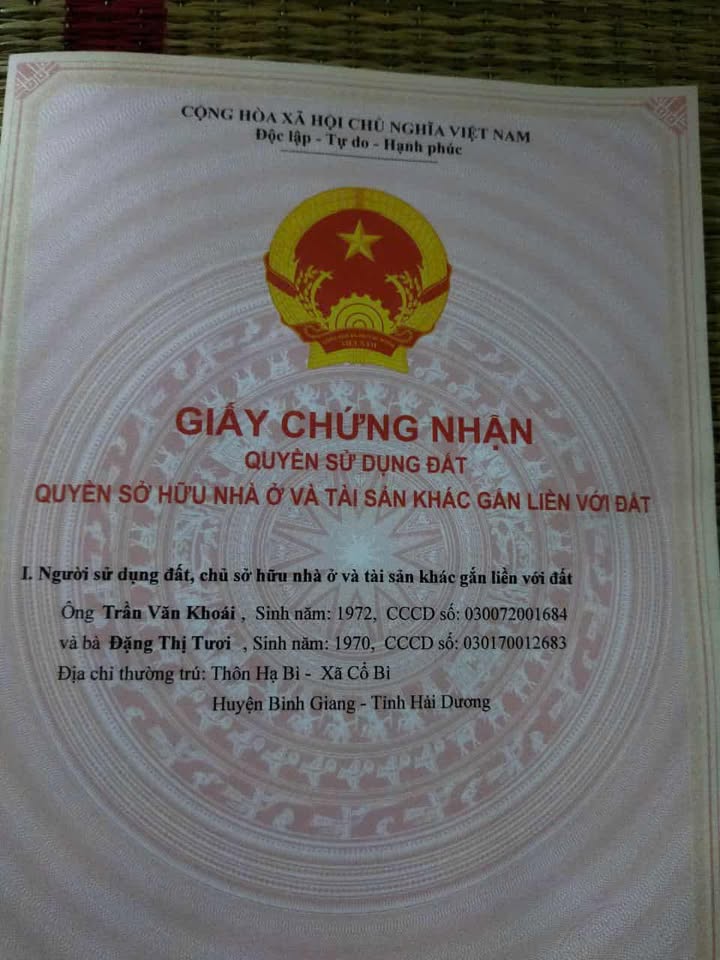 CỘNG HÒA XÃ HỘI CHỦ NGHĨA VIỆT NAM
Độc lập - Tự do - Hạnh phúc
VIỆT NAM
GIẤY CHỨNG NHẬN
QUYỀN SỬ DỤNG ĐẤT
QUYỀN SỞ HỮU NHÀ Ở VÀ TÀI SẢN KHÁC GẮN LIỀN VỚI ĐẤT
I. Người sử dụng đất, chủ sở hữu nhà ở và tài sản khác gắn liền với đất
Ông Trần Văn Khoái , Sinh năm: 1972, CCCD số: 030072001684
và bà Đặng Thị Tươi , Sinh năm: 1970, CCCD số: 030170012683
Địa chỉ thường trú: Thôn Hạ Bì - Xã Cổ Bì
Huyện Bình Giang - Tỉnh Hải Dương